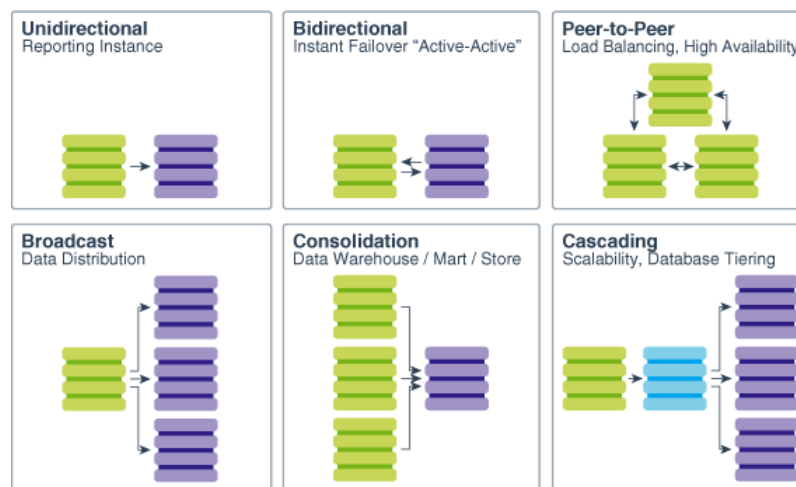 Unidirectional
Reporting Instance
Bidirectional
Instant Failover “Active-Active”
Peer-to-Peer
Load Balancing, High Availability
Broadcast
Data Distribution
Consolidation
Data Warehouse / Mart / Store
Cascading
Scalability, Database Tiering